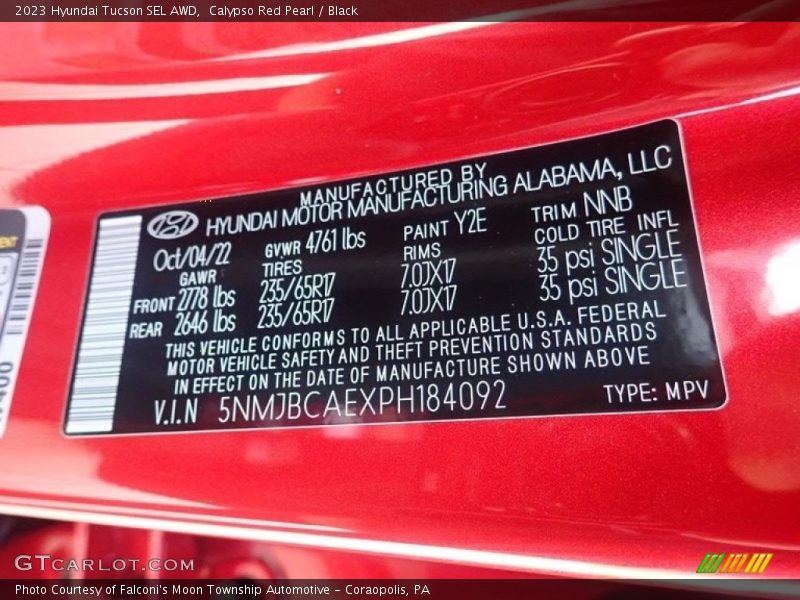 2023 Hyundai Tucson SEL AWD,  Calypso Red Pearl / Black
MANUFACTURED BY
HYUNDAI MOTOR MANUFACTURING ALABAMA, LLC
Oct/04/22 GVWR 4761 lbs PAINT Y2E TRIM NNB
GAWR TIRES RIMS COLD TIRE INFL
FRONT 2778 lbs 235/65R17 7.0JX17 35 psi SINGLE
REAR 2646 lbs 235/65R17 7.0JX17 35 psi SINGLE
THIS VEHICLE CONFORMS TO ALL APPLICABLE U.S.A. FEDERAL
MOTOR VEHICLE SAFETY AND THEFT PREVENTION STANDARDS
IN EFFECT ON THE DATE OF MANUFACTURE SHOWN ABOVE
V.I.N 5NMJBCAEXPH184092 TYPE: MPV
GTCARLOT.COM
Photo Courtesy of Falconi's Moon Township Automotive - Coraopolis, PA